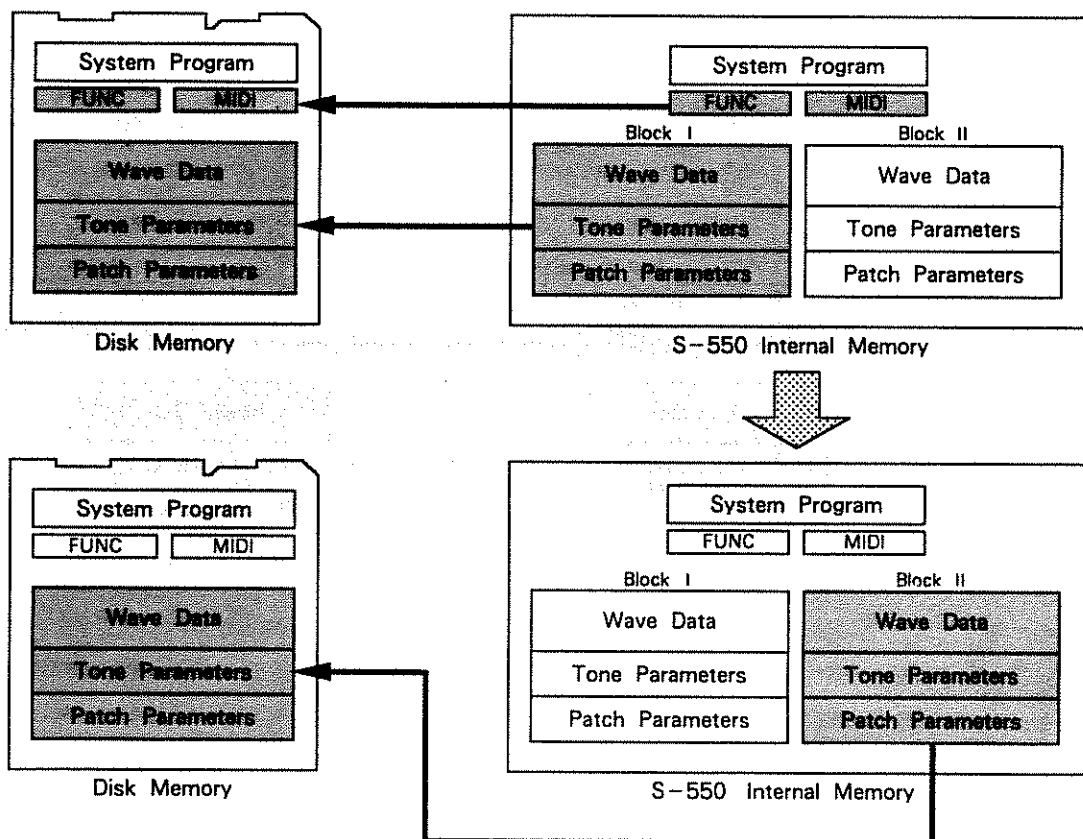 System Program
FUNC MIDI
Wave Data
Tone Parameters
Patch Parameters
Disk Memory
System Program
FUNC MIDI
Block I Block II
Wave Data Wave Data
Tone Parameters Tone Parameters
Patch Parameters Patch Parameters
S-550 Internal Memory
System Program
FUNC MIDI
Wave Data
Tone Parameters
Patch Parameters
Disk Memory
System Program
FUNC MIDI
Block I Block II
Wave Data Wave Data
Tone Parameters Tone Parameters
Patch Parameters Patch Parameters
S-550 Internal Memory